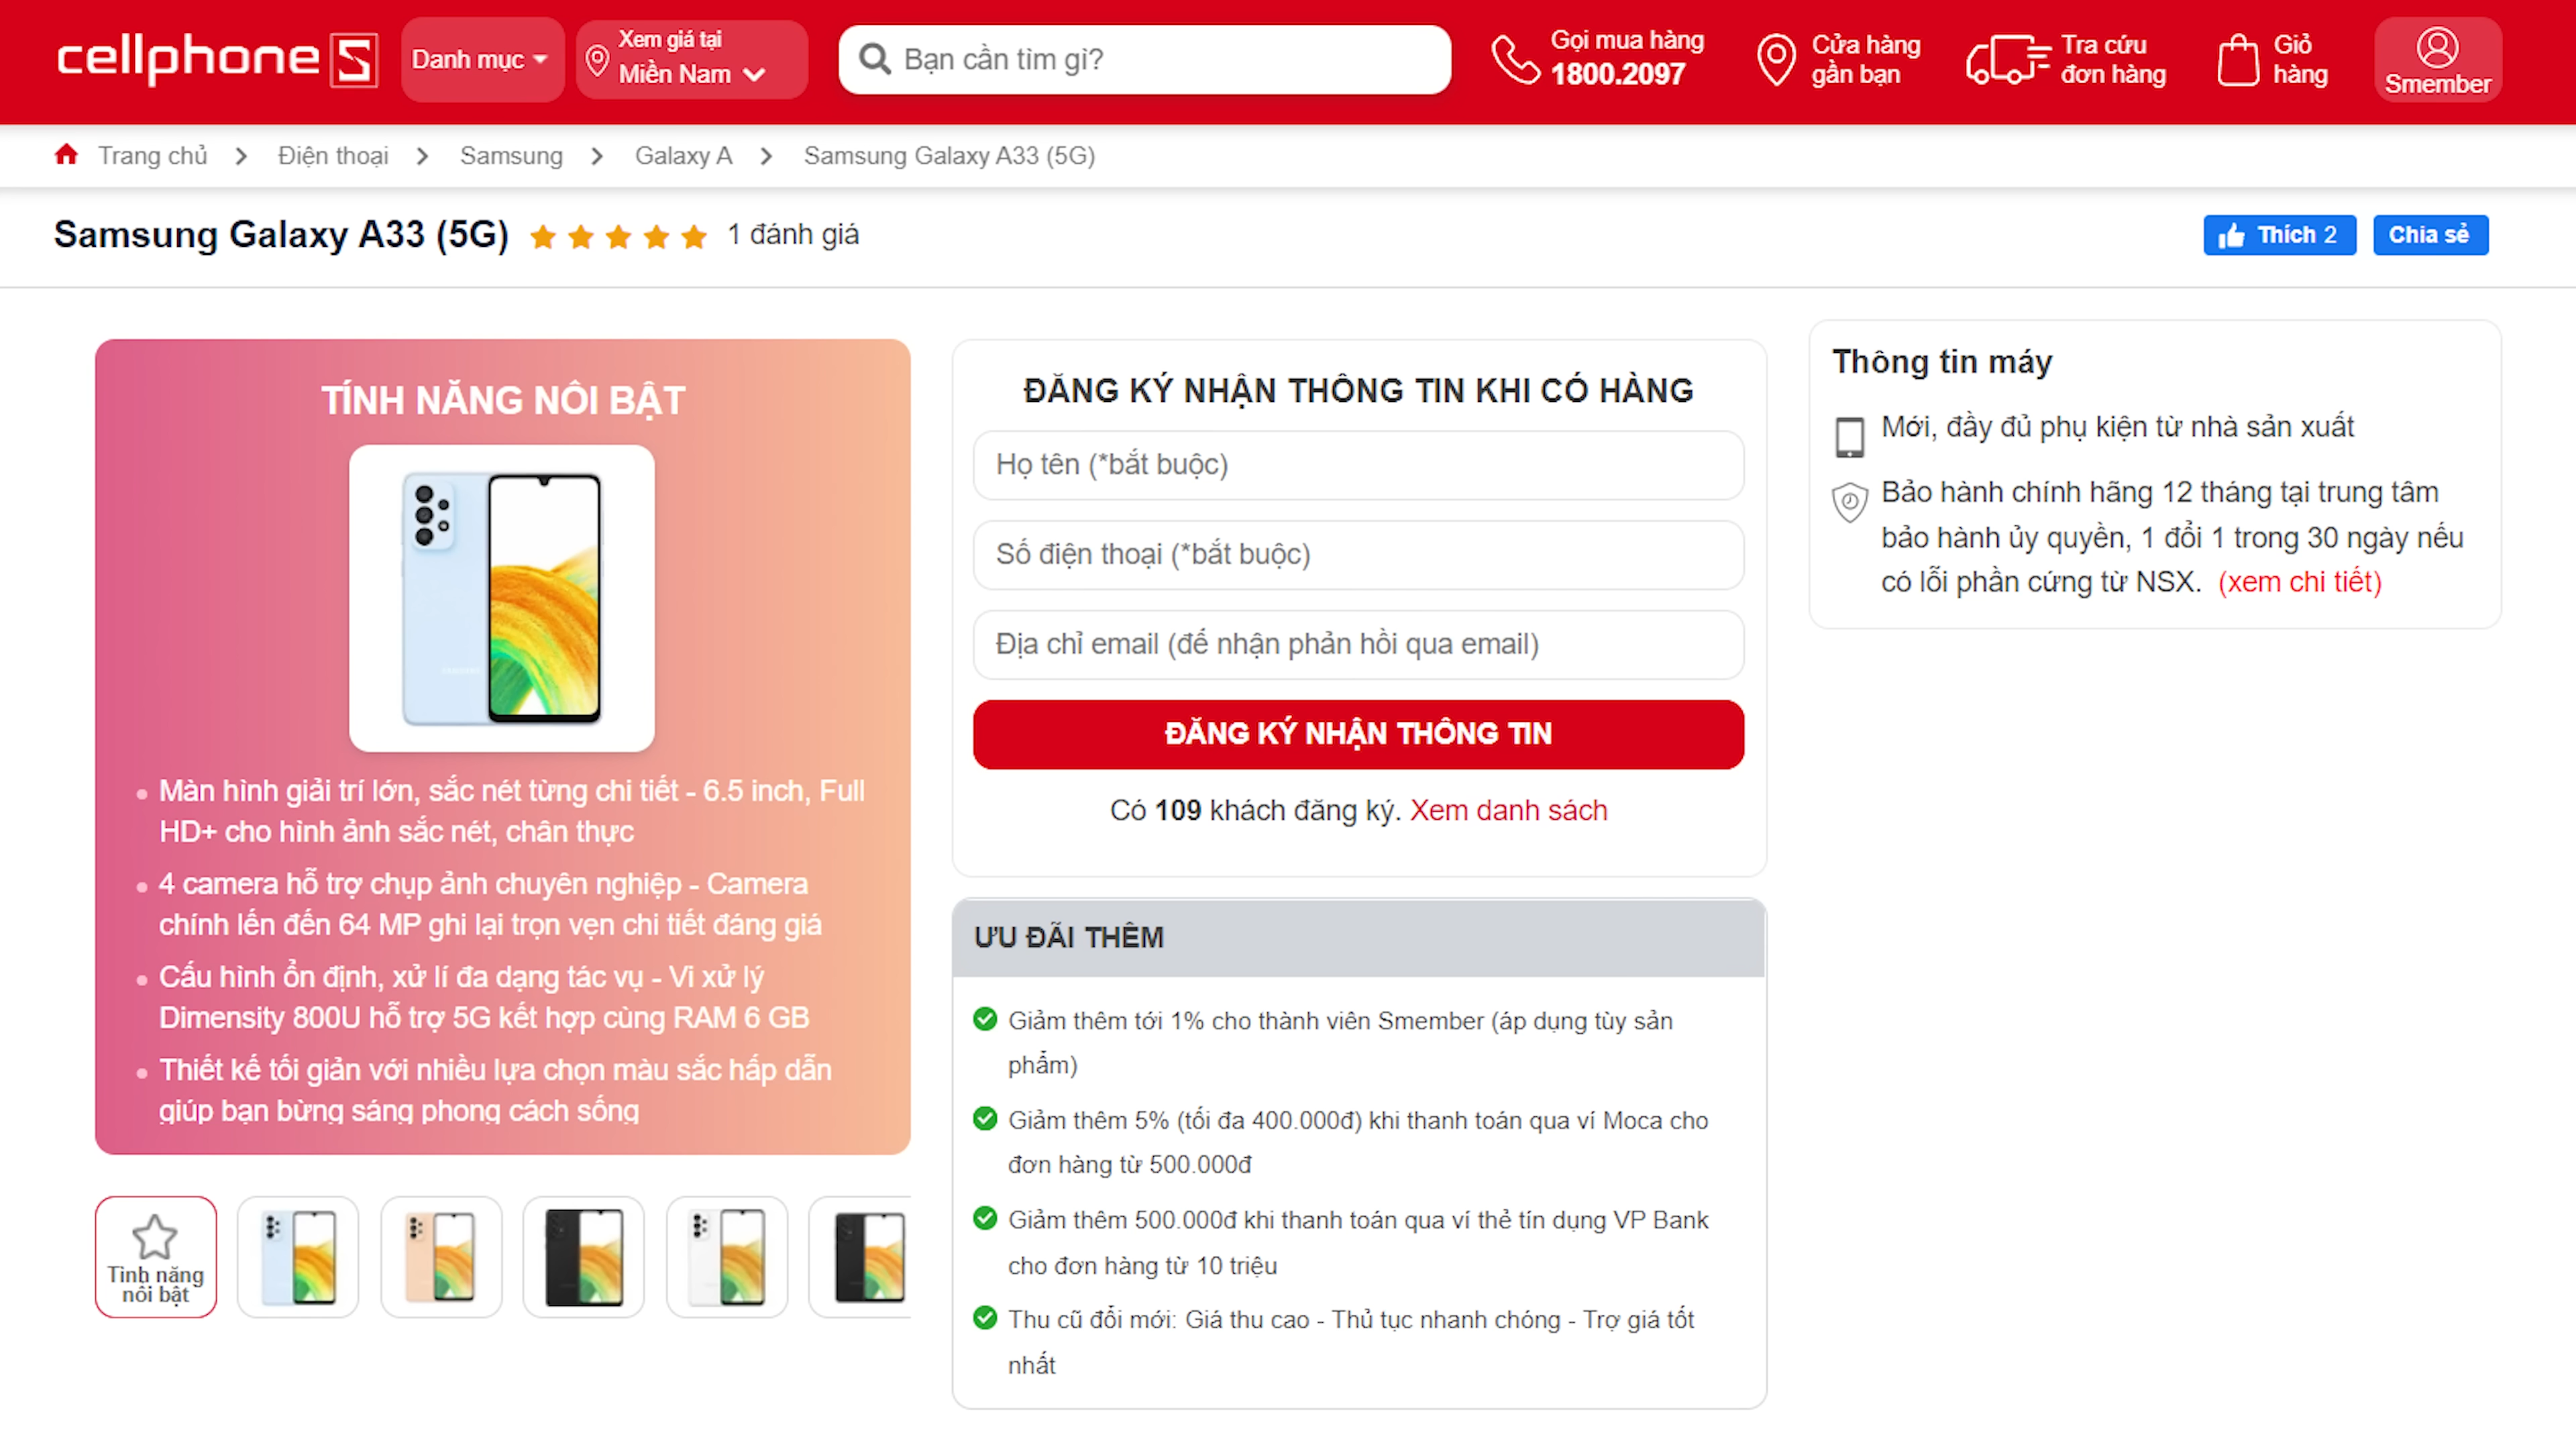 cellphoneS
Danh mục
Xem giá tại
Miền Nam
Bạn cần tìm gì?
Gọi mua hàng
1800.2097
Cửa hàng
gần bạn
Tra cứu
đơn hàng
Giỏ
hàng
Smember
Trang chủ
Điện thoại
Samsung
Galaxy A
Samsung Galaxy A33 (5G)
Samsung Galaxy A33 (5G)
1 đánh giá
Thích 2
Chia sẻ
TÍNH NĂNG NỔI BẬT
Màn hình giải trí lớn, sắc nét từng chi tiết - 6.5 inch, Full
HD+ cho hình ảnh sắc nét, chân thực
4 camera hỗ trợ chụp ảnh chuyên nghiệp - Camera
chính lến đến 64 MP ghi lại trọn vẹn chi tiết đáng giá
Cấu hình ổn định, xử lí đa dạng tác vụ - Vi xử lý
Dimensity 800U hỗ trợ 5G kết hợp cùng RAM 6 GB
Thiết kế tối giản với nhiều lựa chọn màu sắc hấp dẫn
giúp bạn bừng sáng phong cách sống
Tính năng
nổi bật
ĐĂNG KÝ NHẬN THÔNG TIN KHI CÓ HÀNG
Họ tên (*bắt buộc)
Số điện thoại (*bắt buộc)
Địa chỉ email (để nhận phản hồi qua email)
ĐĂNG KÝ NHẬN THÔNG TIN
Có 109 khách đăng ký. Xem danh sách
ƯU ĐÃI THÊM
Giảm thêm tới 1% cho thành viên Smember (áp dụng tùy sản
phẩm)
Giảm thêm 5% (tối đa 400.000đ) khi thanh toán qua ví Moca cho
đơn hàng từ 500.000đ
Giảm thêm 500.000đ khi thanh toán qua ví thẻ tín dụng VP Bank
cho đơn hàng từ 10 triệu
Thu cũ đổi mới: Giá thu cao - Thủ tục nhanh chóng - Trợ giá tốt
nhất
Thông tin máy
Mới, đầy đủ phụ kiện từ nhà sản xuất
Bảo hành chính hãng 12 tháng tại trung tâm
bảo hành ủy quyền, 1 đổi 1 trong 30 ngày nếu
có lỗi phần cứng từ NSX. (xem chi tiết)